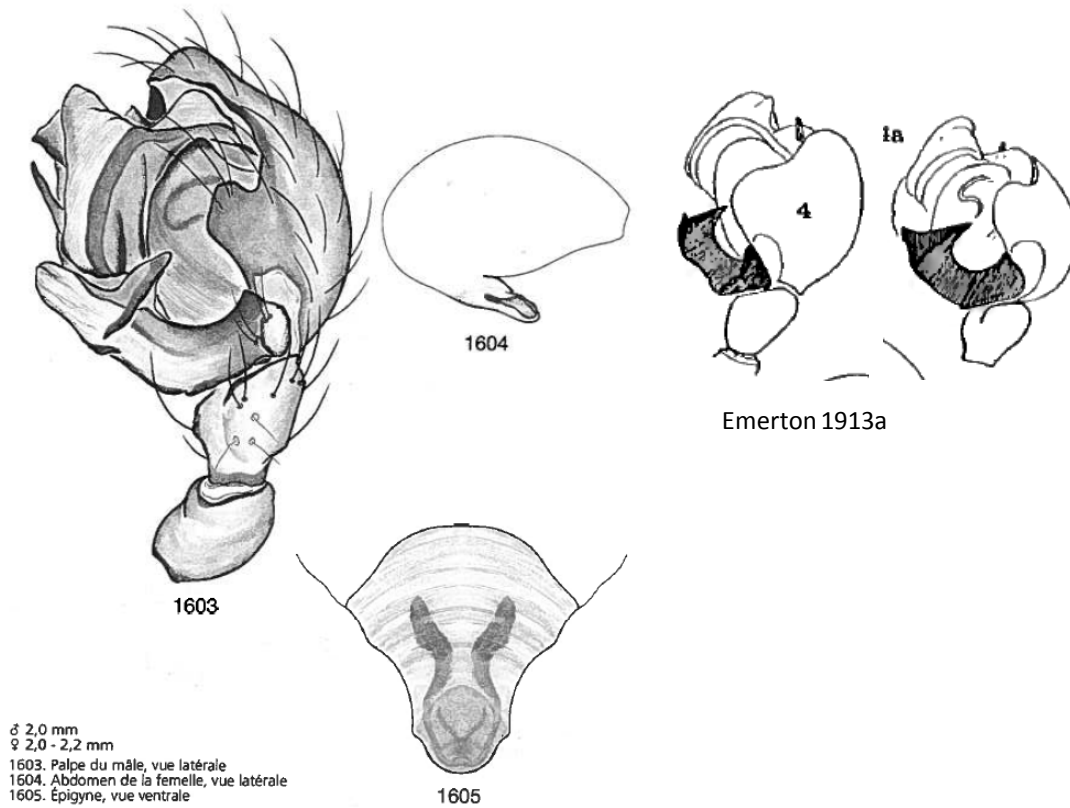 1603
1604
4
1a
Emerton 1913a
♂ 2,0 mm
♀ 2,0 - 2,2 mm
1603. Palpe du mâle, vue latérale
1604. Abdomen de la femelle, vue latérale
1605. Épigyne, vue ventrale
1605